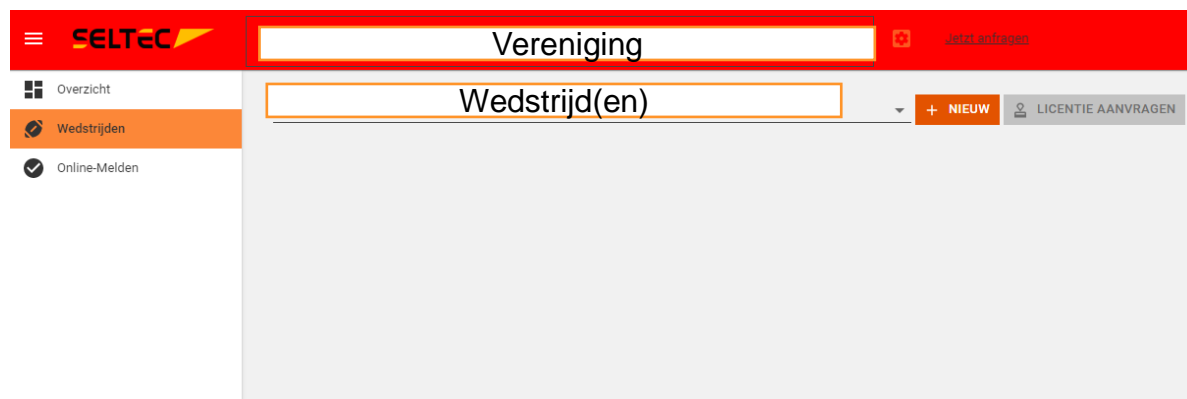 SELTEC
Vereniging
Jetzt anfragen
Overzicht
Wedstrijd(en)
+ NIEUW
LICENTIE AANVRAGEN
Wedstrijden
Online-Melden